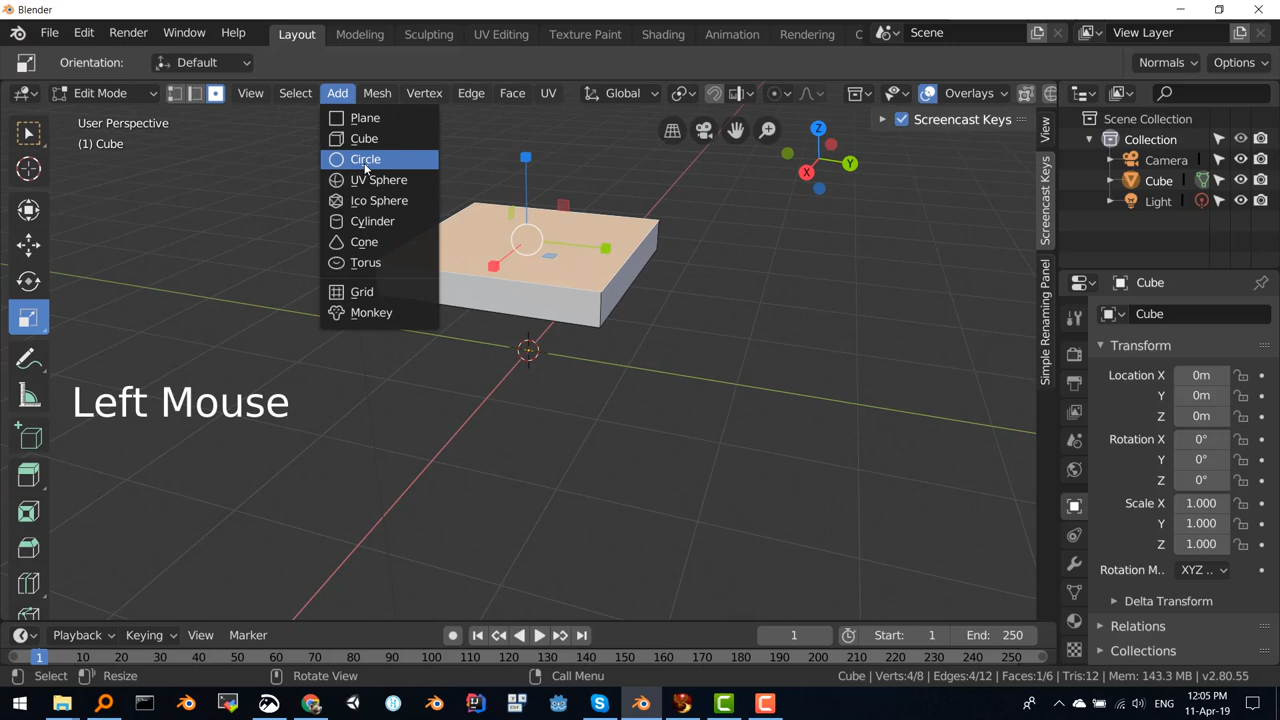 Blender
File Edit Render Window Help Layout Modeling Sculpting UV Editing Texture Paint Shading Animation Rendering C Scene View Layer
Orientation: Default Normals Options
Edit Mode View Select Add Mesh Vertex Edge Face UV Global Overlays
User Perspective
(1) Cube
Plane
Cube
Circle
UV Sphere
Ico Sphere
Cylinder
Cone
Torus
Grid
Monkey
Left Mouse
X
Y
Z
Screencast Keys
View
Screencast Keys
Simple Renaming Panel
Scene Collection
Collection
Camera
Cube
Light
Cube
Cube
Transform
Location X 0m
Y 0m
Z 0m
Rotation X 0°
Y 0°
Z 0°
Scale X 1.000
Y 1.000
Z 1.000
Rotation M.. XYZ ..
Delta Transform
Relations
Collections
Playback Keying View Marker 1 Start: 1 End: 250
1 10 20 30 40 50 60 70 80 90 100 110 120 130 140 150 160 170 180 190 200 210 220 230 240 250
Select Resize Rotate View Call Menu Cube | Verts:4/8 | Edges:4/12 | Faces:1/6 | Tris:12 | Mem: 143.3 MB | v2.80.55
ENG
12:05 PM
11-Apr-19